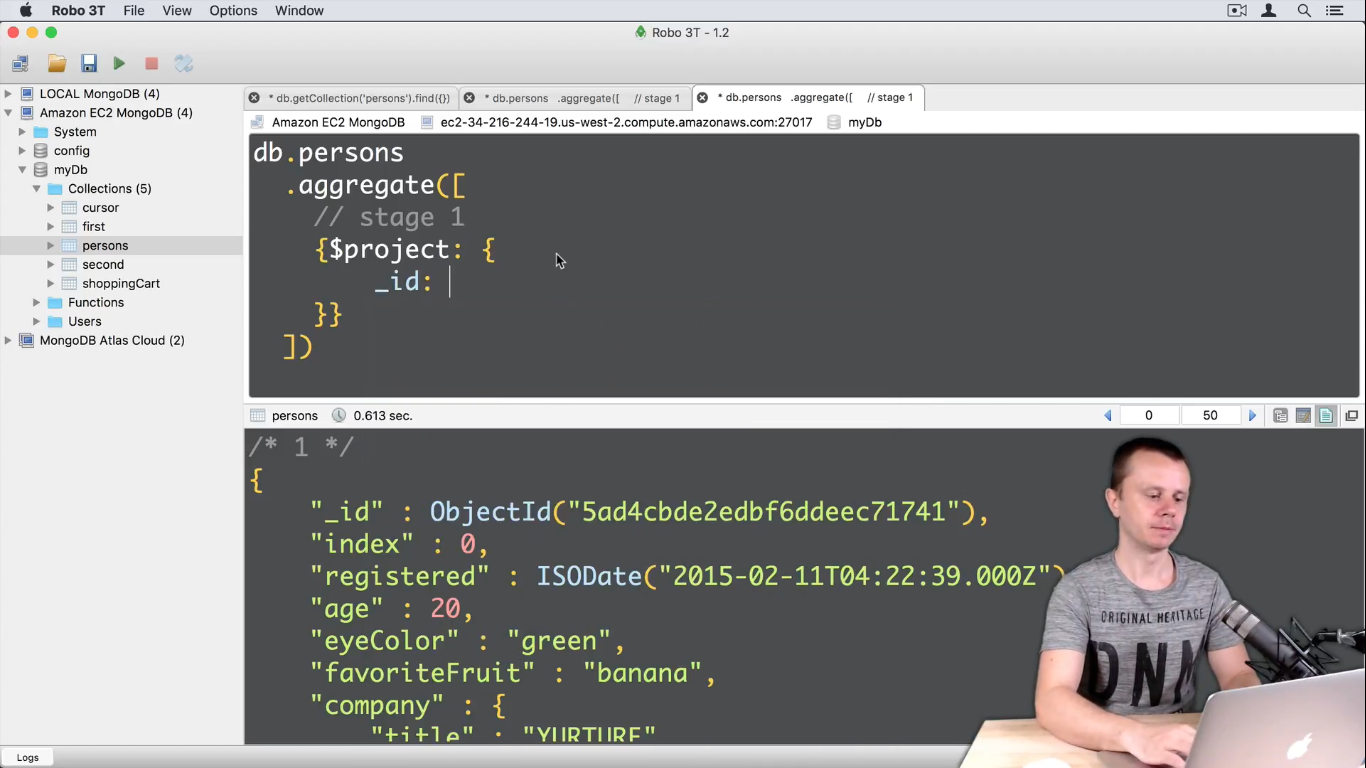 Robo 3T File View Options Window
Robo 3T - 1.2
LOCAL MongoDB (4)
Amazon EC2 MongoDB (4)
System
config
myDb
Collections (5)
cursor
first
persons
second
shoppingCart
Functions
Users
MongoDB Atlas Cloud (2)
* db.getCollection('persons').find({}) * db.persons .aggregate([ // stage 1 * db.persons .aggregate([ // stage 1
Amazon EC2 MongoDB ec2-34-216-244-19.us-west-2.compute.amazonaws.com:27017 myDb
db.persons
.aggregate([
// stage 1
{$project: {
_id:
}}
])
persons 0.613 sec. 0 50
/* 1 */
{
"_id" : ObjectId("5ad4cbde2edbf6ddeec71741"),
"index" : 0,
"registered" : ISODate("2015-02-11T04:22:39.000Z")
"age" : 20,
"eyeColor" : "green",
"favoriteFruit" : "banana",
"company" : {
"title" : "YURTURE"
ORIGINAL HERITAGE
DNM
Logs